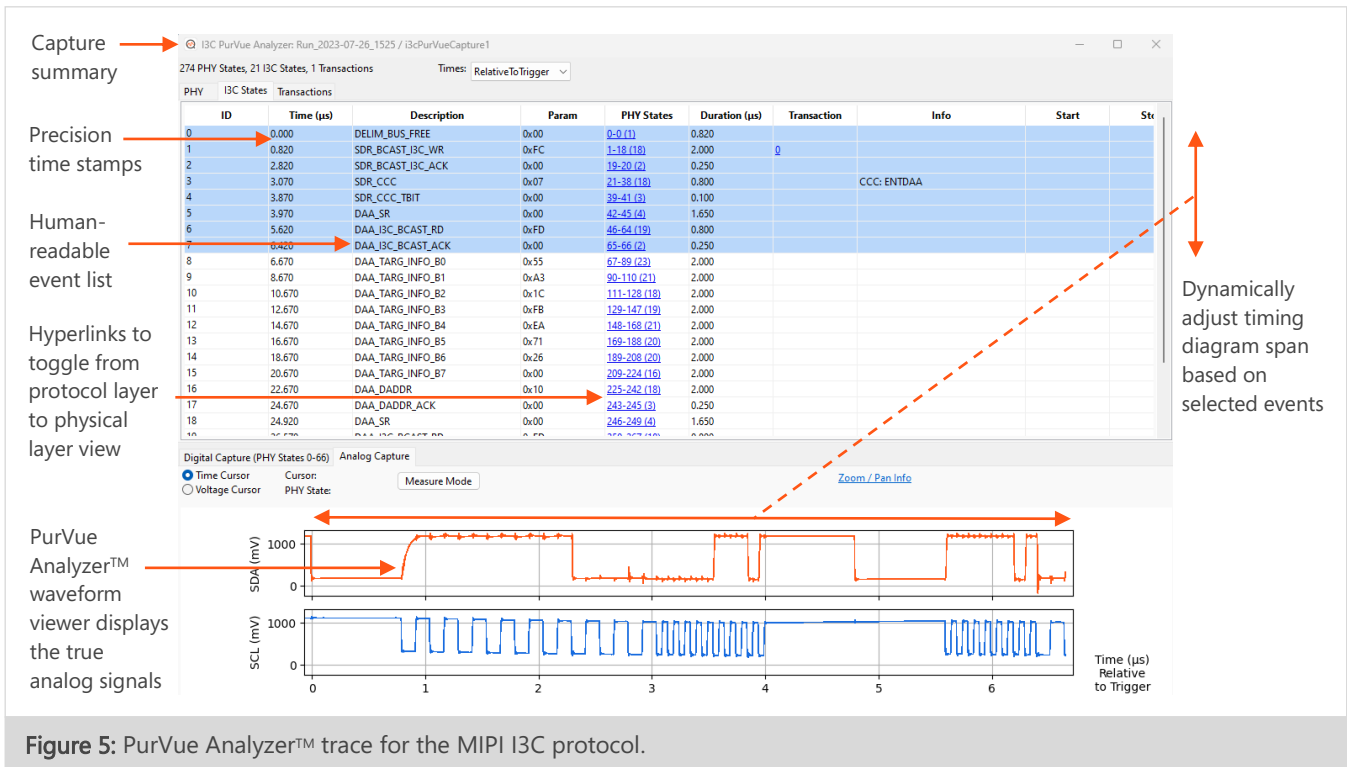 Capture
summary
Precision
time stamps
Human-
readable
event list
Hyperlinks to
toggle from
protocol layer
to physical
layer view
PurVue
Analyzer™
waveform
viewer displays
the true
analog signals
I3C PurVue Analyzer: Run_2023-07-26_1525 / i3cPurVueCapture1
274 PHY States, 21 I3C States, 1 Transactions Times: RelativeToTrigger
PHY I3C States Transactions
ID Time (µs) Description Param PHY States Duration (µs) Transaction Info Start
0 0.000 DELIM_BUS_FREE 0x00 0-0 (1) 0.820
1 0.820 SDR_BCAST_I3C_WR 0xFC 1-18 (18) 2.000 0
2 2.820 SDR_BCAST_I3C_ACK 0x00 19-20 (2) 0.250
3 3.070 SDR_CCC 0x07 21-38 (18) 0.800 CCC: ENTDAA
4 3.870 SDR_CCC_TBIT 0x00 39-41 (3) 0.100
5 3.970 DAA_SR 0x00 42-45 (4) 1.650
6 5.620 DAA_I3C_BCAST_RD 0xFD 46-64 (19) 0.800
7 6.420 DAA_I3C_BCAST_ACK 0x00 65-66 (2) 0.250
8 6.670 DAA_TARG_INFO_B0 0x55 67-89 (23) 2.000
9 8.670 DAA_TARG_INFO_B1 0xA3 90-110 (21) 2.000
10 10.670 DAA_TARG_INFO_B2 0x1C 111-128 (18) 2.000
11 12.670 DAA_TARG_INFO_B3 0xFB 129-147 (19) 2.000
12 14.670 DAA_TARG_INFO_B4 0xEA 148-168 (21) 2.000
13 16.670 DAA_TARG_INFO_B5 0x71 169-188 (20) 2.000
14 18.670 DAA_TARG_INFO_B6 0x26 189-208 (20) 2.000
15 20.670 DAA_TARG_INFO_B7 0x00 209-224 (16) 2.000
16 22.670 DAA_DADDR 0x10 225-242 (18) 2.000
17 24.670 DAA_DADDR_ACK 0x00 243-245 (3) 0.250
18 24.920 DAA_SR 0x00 246-249 (4) 1.650
Digital Capture (PHY States 0-66) Analog Capture
Time Cursor Cursor: Measure Mode Zoom / Pan Info
Voltage Cursor PHY State:
SDA (mV)
1000
0
SCL (mV)
1000
0
0 1 2 3 4 5 6
Time (µs)
Relative
to Trigger
Dynamically
adjust timing
diagram span
based on
selected events
Figure 5: PurVue Analyzer™ trace for the MIPI I3C protocol.